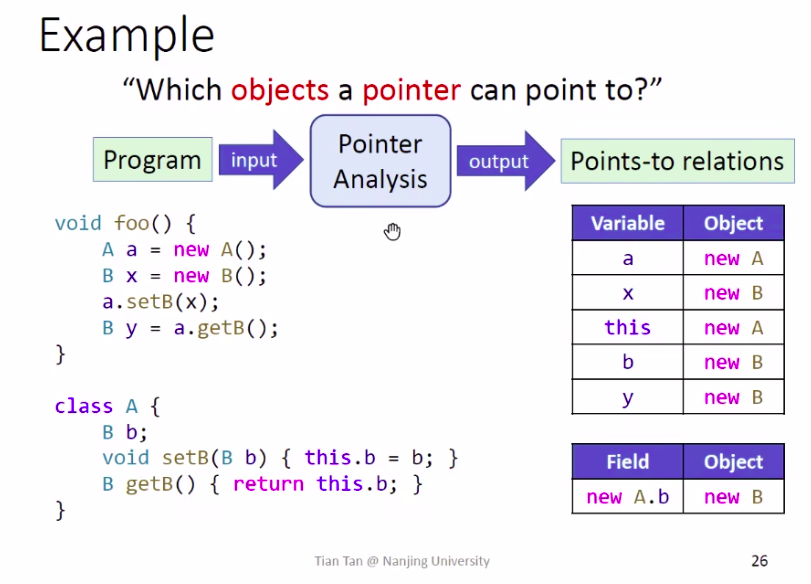 Example
“Which objects a pointer can point to?”
Program
input
Pointer
Analysis
output
Points-to relations
void foo() {
    A a = new A();
    B x = new B();
    a.setB(x);
    B y = a.getB();
}
class A {
    B b;
    void setB(B b) { this.b = b; }
    B getB() { return this.b; }
}
Variable Object
a new A
x new B
this new A
b new B
y new B
Field Object
new A.b new B
Tian Tan @ Nanjing University
26